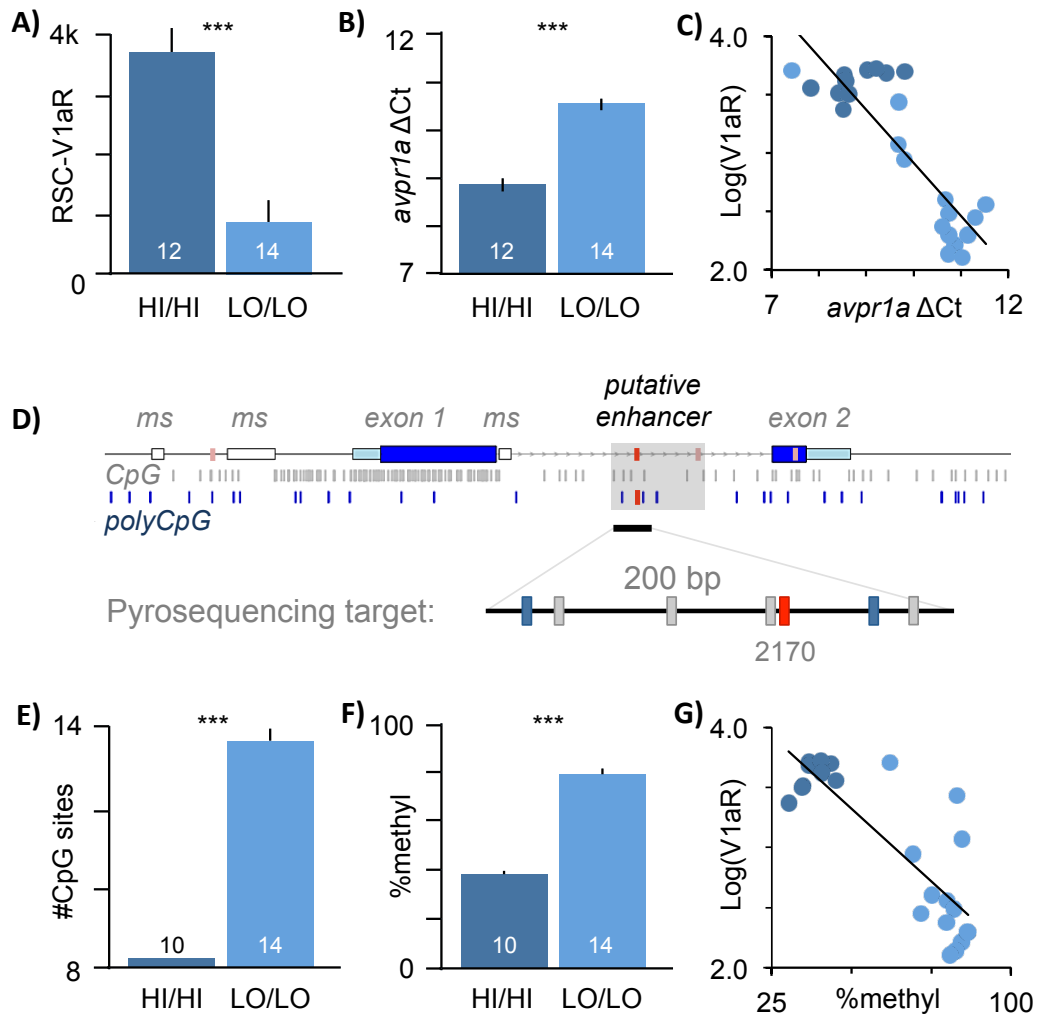 A)
4k
***
RSC-V1aR
12
14
0
HI/HI
LO/LO
B)
12
***
avpr1a ΔCt
12
14
7
HI/HI
LO/LO
C)
4.0
Log(V1aR)
2.0
7
avpr1a ΔCt
12
D)
ms
ms
exon 1
ms
putative
enhancer
exon 2
CpG
polyCpG
200 bp
Pyrosequencing target:
2170
E)
14
***
#CpG sites
10
14
8
HI/HI
LO/LO
F)
100
***
%methyl
10
14
0
HI/HI
LO/LO
G)
4.0
Log(V1aR)
2.0
25
%methyl
100